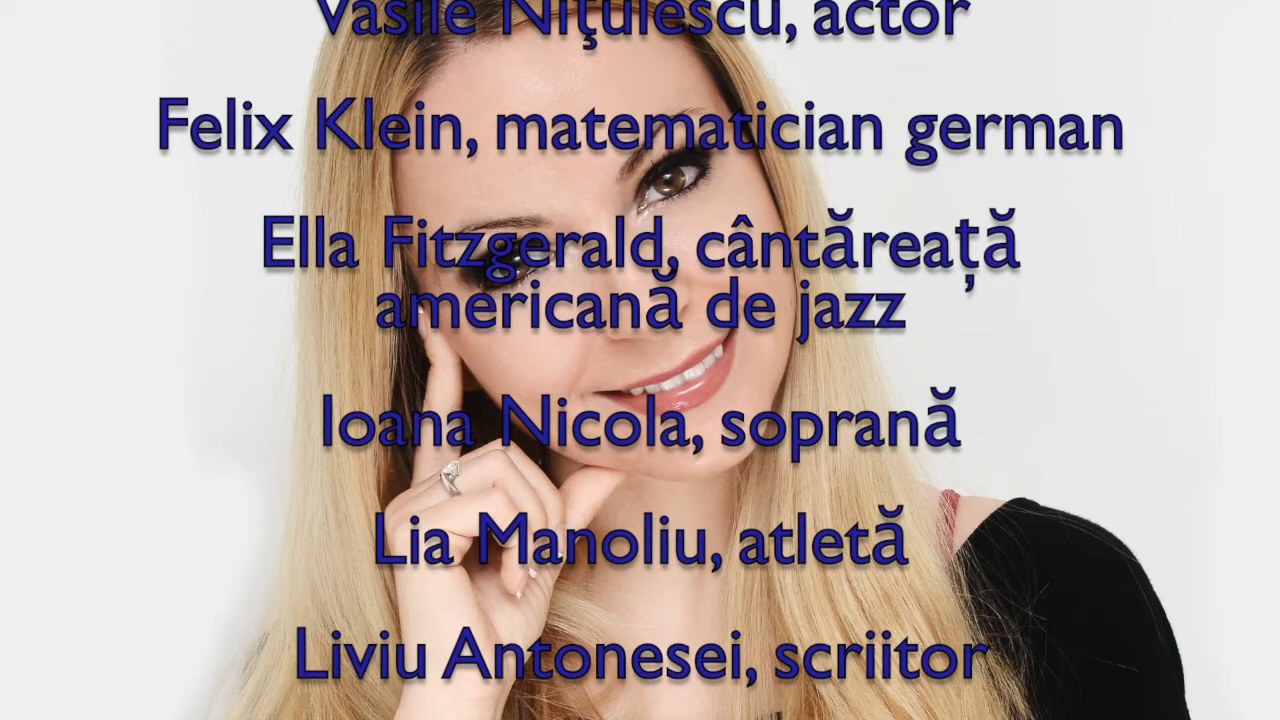 Vasile Niţulescu, actor
Felix Klein, matematician german
Ella Fitzgerald, cântăreață
americană de jazz
Ioana Nicola, soprană
Lia Manoliu, atletă
Liviu Antonesei, scriitor